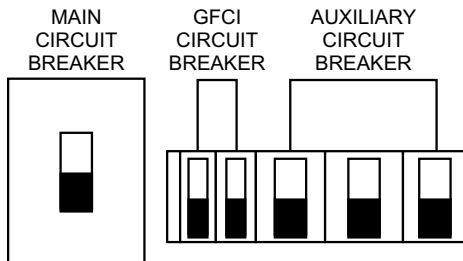 MAIN
CIRCUIT
BREAKER
GFCI
CIRCUIT
BREAKER
AUXILIARY
CIRCUIT
BREAKER